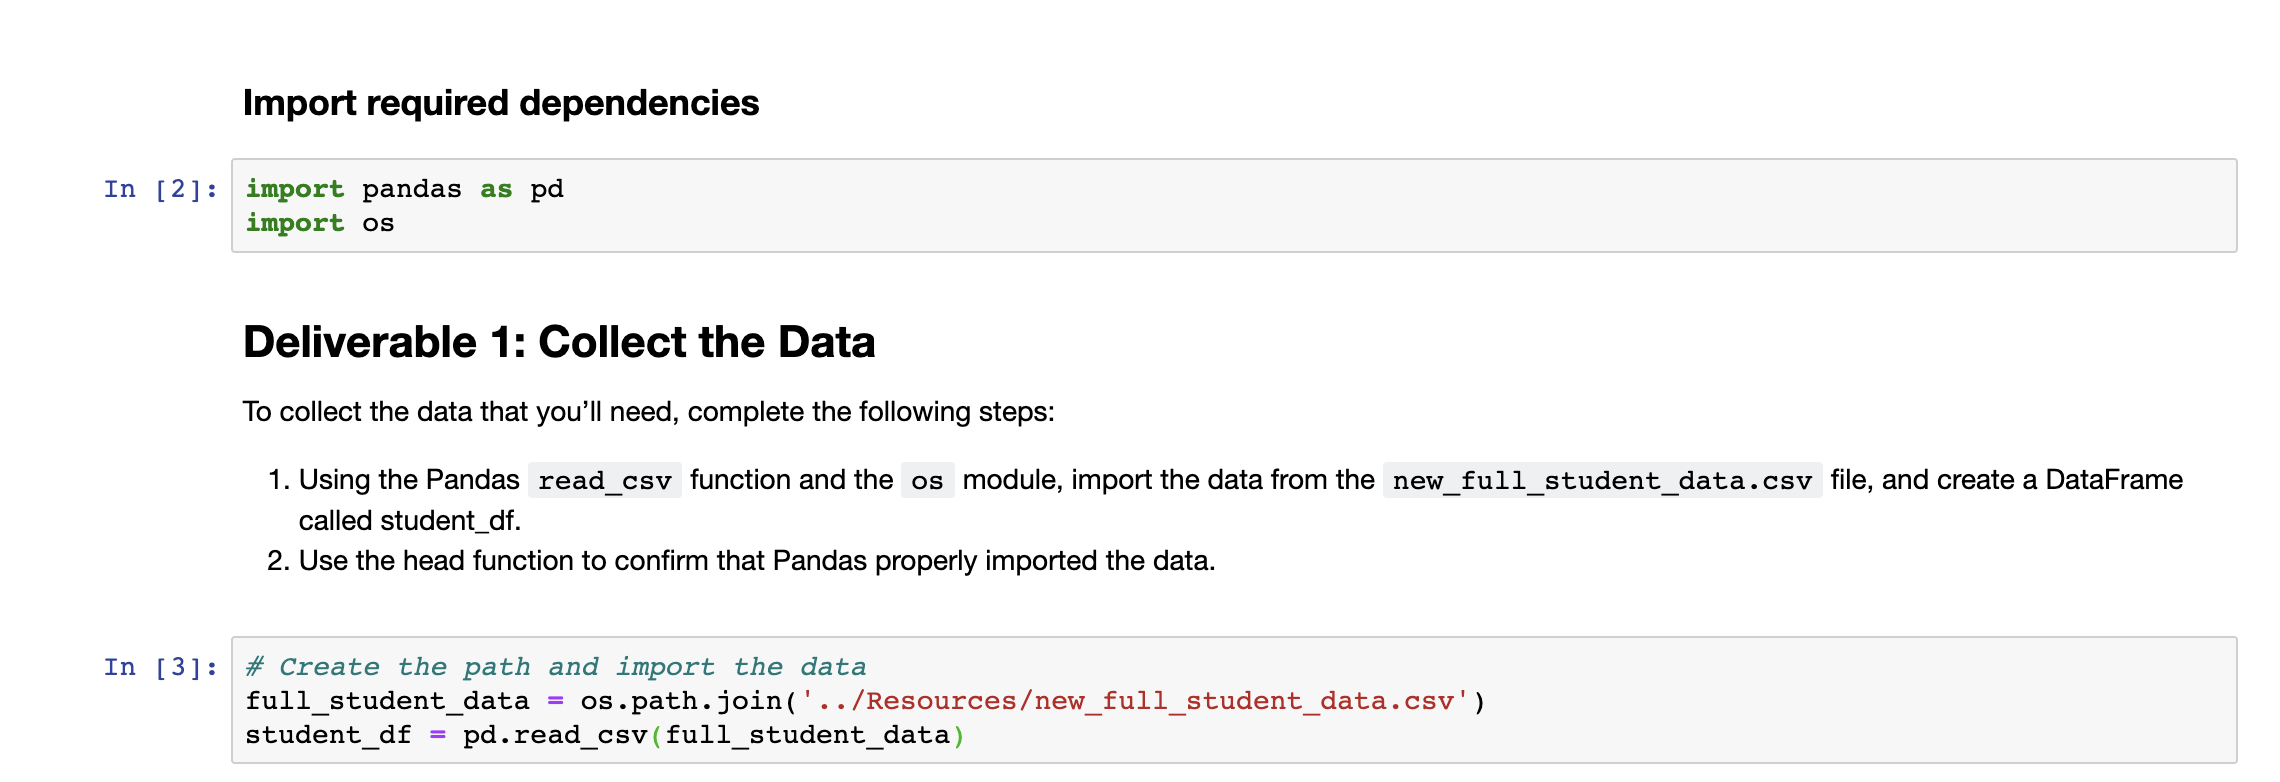 Import required dependencies
In [2]: import pandas as pd
import os
Deliverable 1: Collect the Data
To collect the data that you’ll need, complete the following steps:
1. Using the Pandas read_csv function and the os module, import the data from the new_full_student_data.csv file, and create a DataFrame
called student_df.
2. Use the head function to confirm that Pandas properly imported the data.
In [3]: # Create the path and import the data
full_student_data = os.path.join('../Resources/new_full_student_data.csv')
student_df = pd.read_csv(full_student_data)